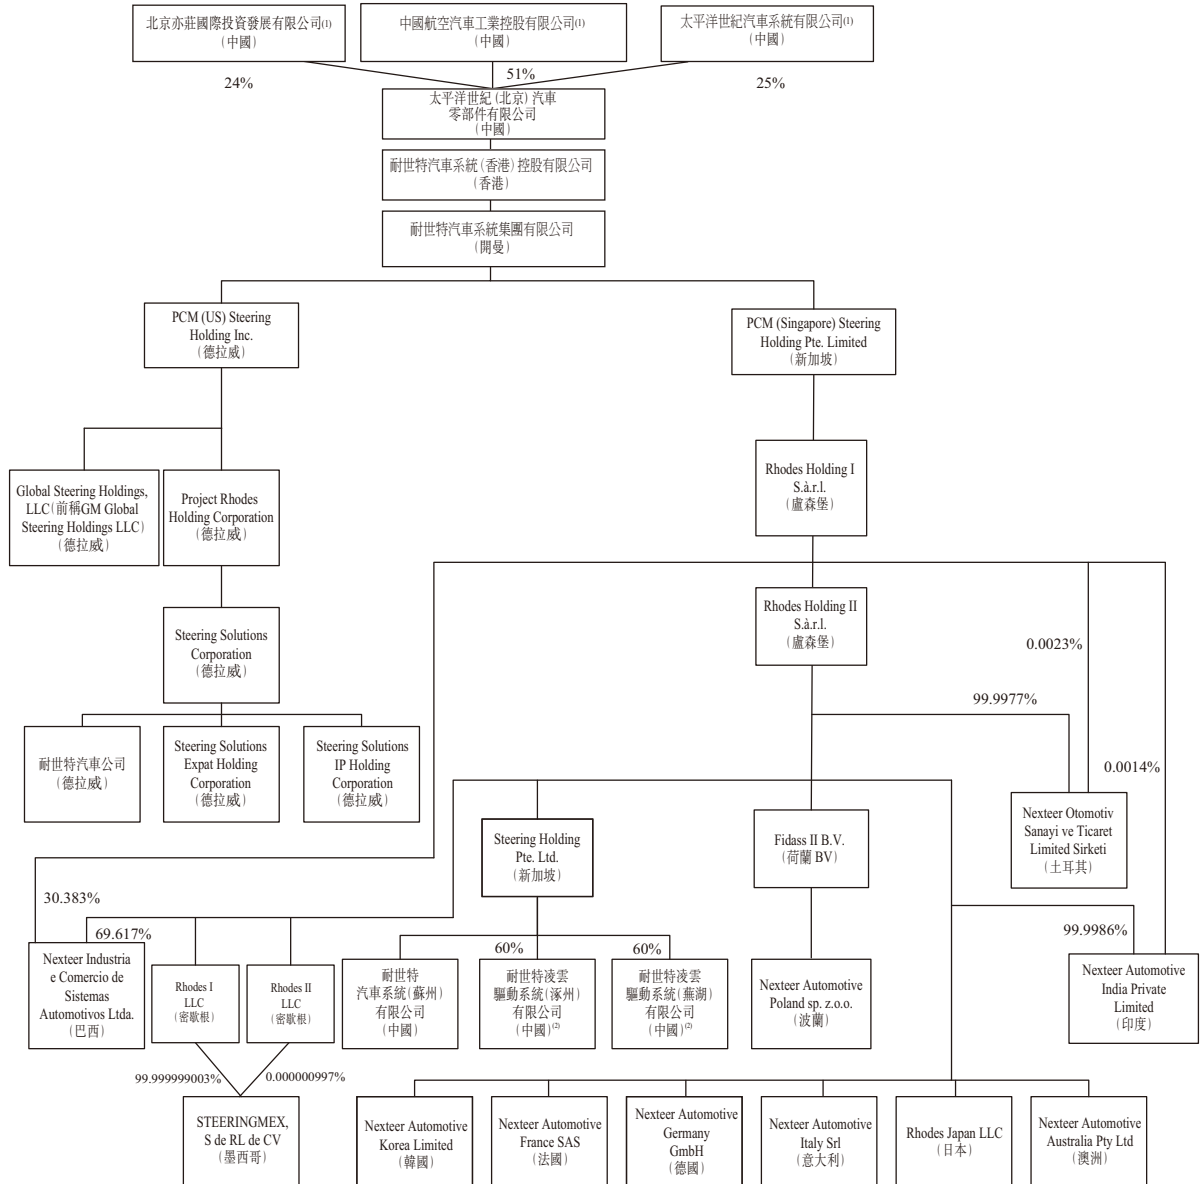 北京亦莊國際投資發展有限公司(1)
(中國)
中國航空汽車工業控股有限公司(1)
(中國)
太平洋世紀汽車系統有限公司(1)
(中國)
24%
51%
25%
太平洋世紀(北京)汽車
零部件有限公司
(中國)
耐世特汽車系統(香港)控股有限公司
(香港)
耐世特汽車系統集團有限公司
(開曼)
PCM (US) Steering
Holding Inc.
(德拉威)
PCM (Singapore) Steering
Holding Pte. Limited
(新加坡)
Global Steering Holdings,
LLC(前稱GM Global
Steering Holdings LLC)
(德拉威)
Project Rhodes
Holding Corporation
(德拉威)
Rhodes Holding I
S.à.r.l.
(盧森堡)
Steering Solutions
Corporation
(德拉威)
Rhodes Holding II
S.à.r.l.
(盧森堡)
0.0023%
99.9977%
耐世特汽車公司
(德拉威)
Steering Solutions
Expat Holding
Corporation
(德拉威)
Steering Solutions
IP Holding
Corporation
(德拉威)
0.0014%
Steering Holding
Pte. Ltd.
(新加坡)
Fidass II B.V.
(荷蘭 BV)
Nexteer Otomotiv
Sanayi ve Ticaret
Limited Sirketi
(土耳其)
30.383%
69.617%
60%
60%
99.9986%
Nexteer Industria
e Comercio de
Sistemas
Automotivos Ltda.
(巴西)
Rhodes I
LLC
(密歇根)
Rhodes II
LLC
(密歇根)
耐世特
汽車系統(蘇州)
有限公司
(中國)
耐世特凌雲
驅動系統(涿州)
有限公司
(中國)(2)
耐世特凌雲
驅動系統(蕪湖)
有限公司
(中國)(2)
Nexteer Automotive
Poland sp. z.o.o.
(波蘭)
Nexteer Automotive
India Private
Limited
(印度)
99.999999003%
0.000000997%
STEERINGMEX,
S de RL de CV
(墨西哥)
Nexteer Automotive
Korea Limited
(韓國)
Nexteer Automotive
France SAS
(法國)
Nexteer Automotive
Germany
GmbH
(德國)
Nexteer Automotive
Italy Srl
(意大利)
Rhodes Japan LLC
(日本)
Nexteer Automotive
Australia Pty Ltd
(澳洲)